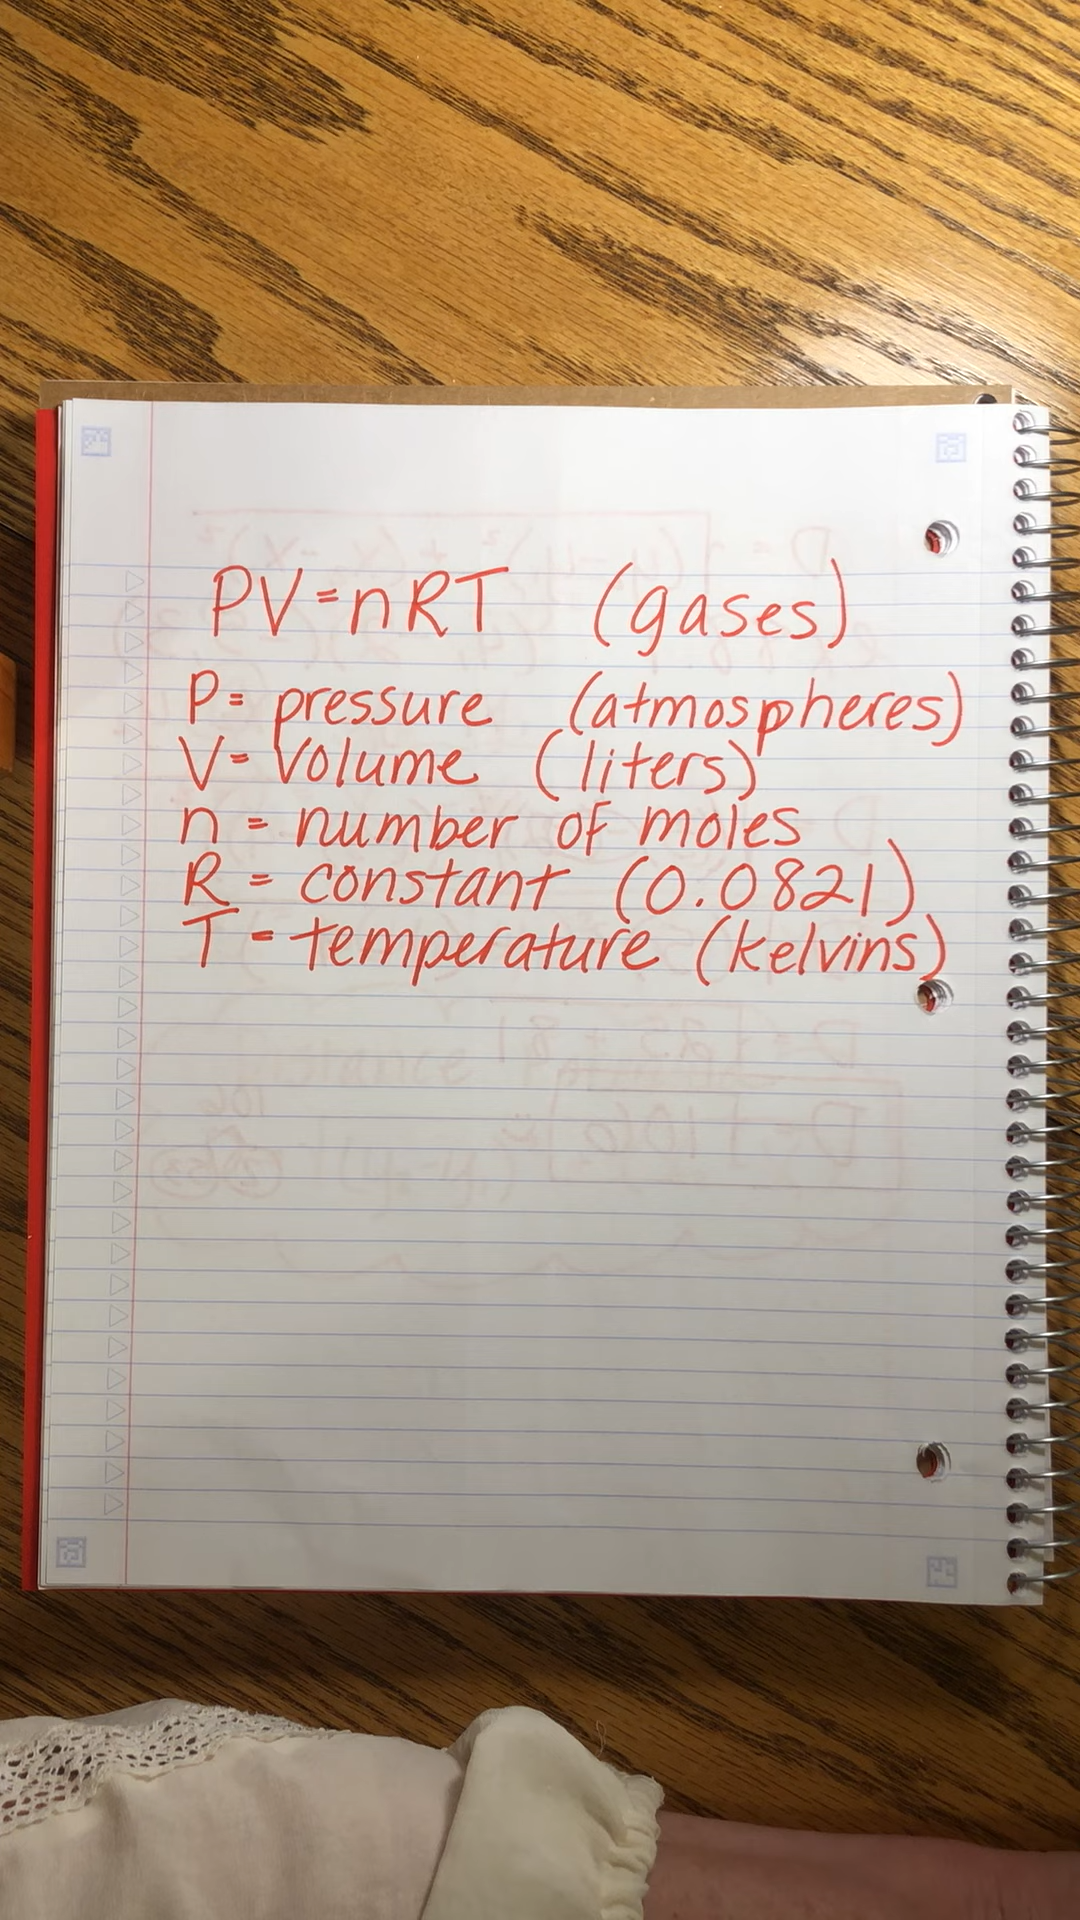 PV=nRT (gases)
P= pressure (atmospheres)
V= Volume (liters)
n = number of moles
R = constant (0.0821)
T = temperature (kelvins)